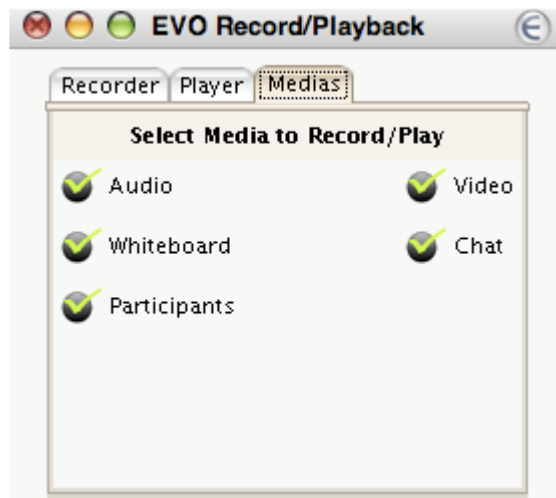 EVO Record/Playback
Recorder Player Medias
Select Media to Record/Play
Audio Video
Whiteboard Chat
Participants